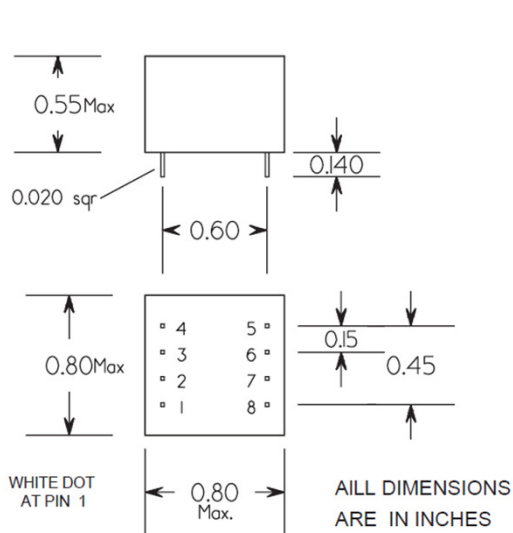 0.55Max
0.140
0.020 sqr
0.60
4 5
3 6
2 7
1 8
0.15
0.45
0.80Max
WHITE DOT
AT PIN 1
0.80
Max.
AILL DIMENSIONS
ARE IN INCHES